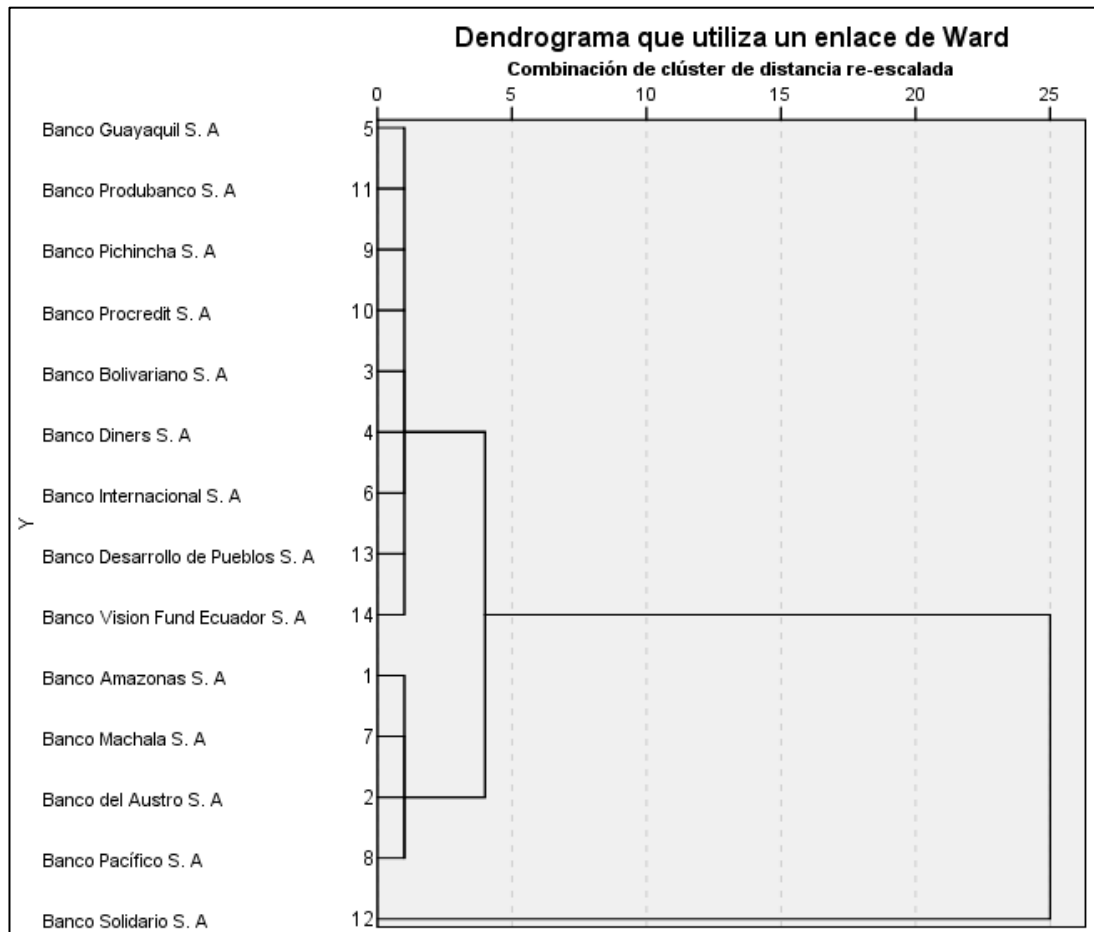 Dendrograma que utiliza un enlace de Ward
Combinación de clúster de distancia re-escalada
0 5 10 15 20 25
Banco Guayaquil S. A 5
Banco Produbanco S. A 11
Banco Pichincha S. A 9
Banco Procredit S. A 10
Banco Bolivariano S. A 3
Banco Diners S. A 4
Banco Internacional S. A 6
Y
Banco Desarrollo de Pueblos S. A 13
Banco Vision Fund Ecuador S. A 14
Banco Amazonas S. A 1
Banco Machala S. A 7
Banco del Austro S. A 2
Banco Pacífico S. A 8
Banco Solidario S. A 12